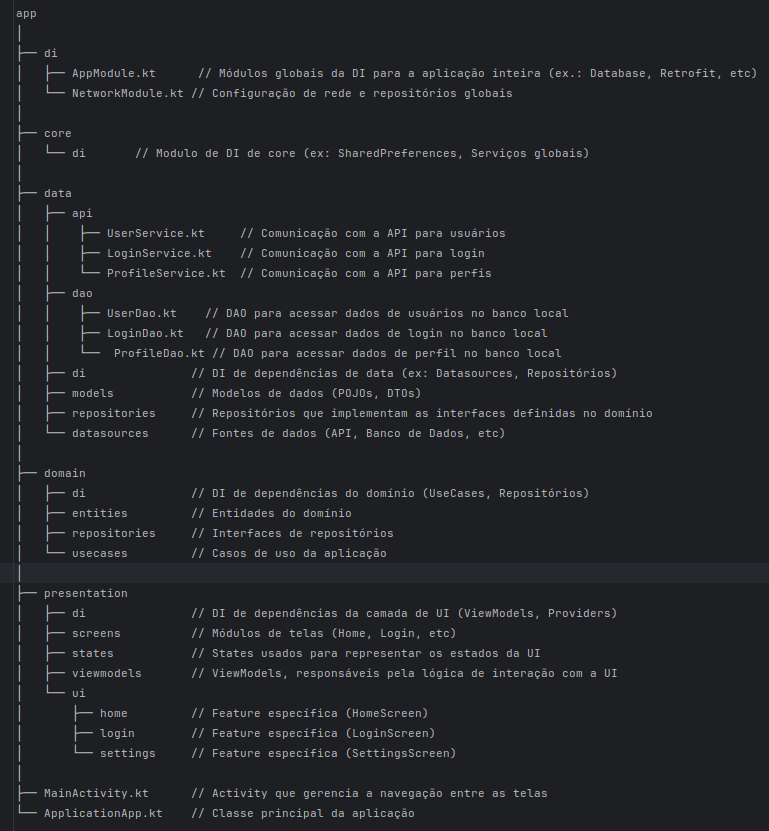 app
│
├── di
│   ├── AppModule.kt      // Módulos globais da DI para a aplicação inteira (ex.: Database, Retrofit, etc)
│   └── NetworkModule.kt // Configuração de rede e repositórios globais
│
├── core
│   └── di       // Modulo de DI de core (ex: SharedPreferences, Serviços globais)
│
├── data
│   ├── api
│   │    ├── UserService.kt     // Comunicação com a API para usuários
│   │    ├── LoginService.kt    // Comunicação com a API para login
│   │    └── ProfileService.kt  // Comunicação com a API para perfis
│   ├── dao
│   │    ├── UserDao.kt    // DAO para acessar dados de usuários no banco local
│   │    ├── LoginDao.kt   // DAO para acessar dados de login no banco local
│   │    └──  ProfileDao.kt // DAO para acessar dados de perfil no banco local
│   ├── di               // DI de dependências de data (ex: Datasources, Repositórios)
│   ├── models           // Modelos de dados (POJOs, DTOs)
│   ├── repositories     // Repositórios que implementam as interfaces definidas no domínio
│   └── datasources      // Fontes de dados (API, Banco de Dados, etc)
│
├── domain
│   ├── di               // DI de dependências do domínio (UseCases, Repositórios)
│   ├── entities         // Entidades do domínio
│   ├── repositories     // Interfaces de repositórios
│   └── usecases         // Casos de uso da aplicação
│
├── presentation
│   ├── di               // DI de dependências da camada de UI (ViewModels, Providers)
│   ├── screens          // Módulos de telas (Home, Login, etc)
│   ├── states           // States usados para representar os estados da UI
│   ├── viewmodels       // ViewModels, responsáveis pela lógica de interação com a UI
│   └── ui
│       ├── home         // Feature específica (HomeScreen)
│       ├── login        // Feature específica (LoginScreen)
│       └── settings     // Feature específica (SettingsScreen)
│
├── MainActivity.kt      // Activity que gerencia a navegação entre as telas
└── ApplicationApp.kt    // Classe principal da aplicação